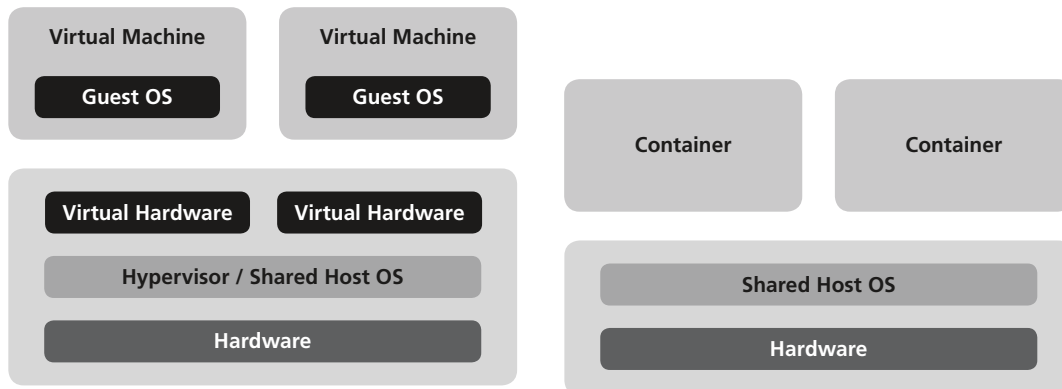 Virtual Machine
Guest OS
Virtual Machine
Guest OS
Virtual Hardware
Virtual Hardware
Hypervisor / Shared Host OS
Hardware
Container
Container
Shared Host OS
Hardware